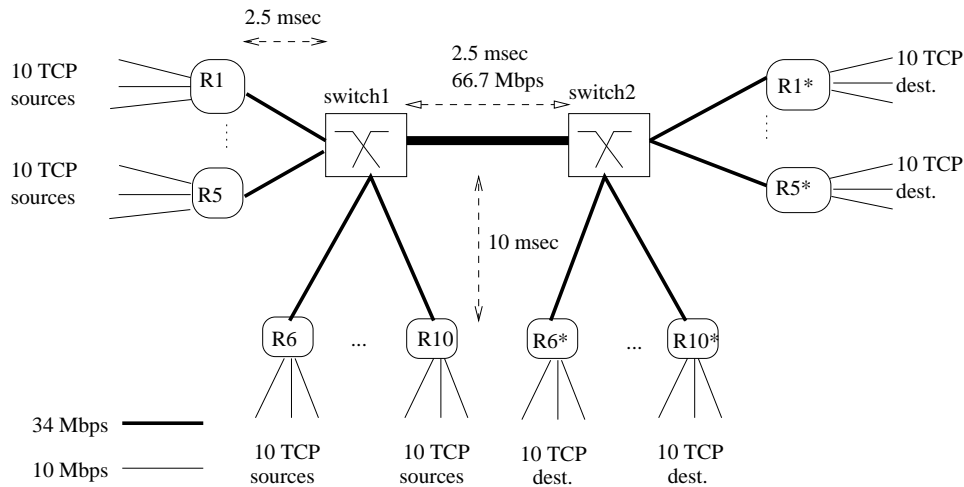 2.5 msec
10 TCP
sources
R1
2.5 msec
66.7 Mbps
switch1
switch2
R1*
10 TCP
dest.
10 TCP
sources
R5
R5*
10 TCP
dest.
10 msec
R6
...
R10
R6*
...
R10*
34 Mbps
10 Mbps
10 TCP
sources
10 TCP
sources
10 TCP
dest.
10 TCP
dest.